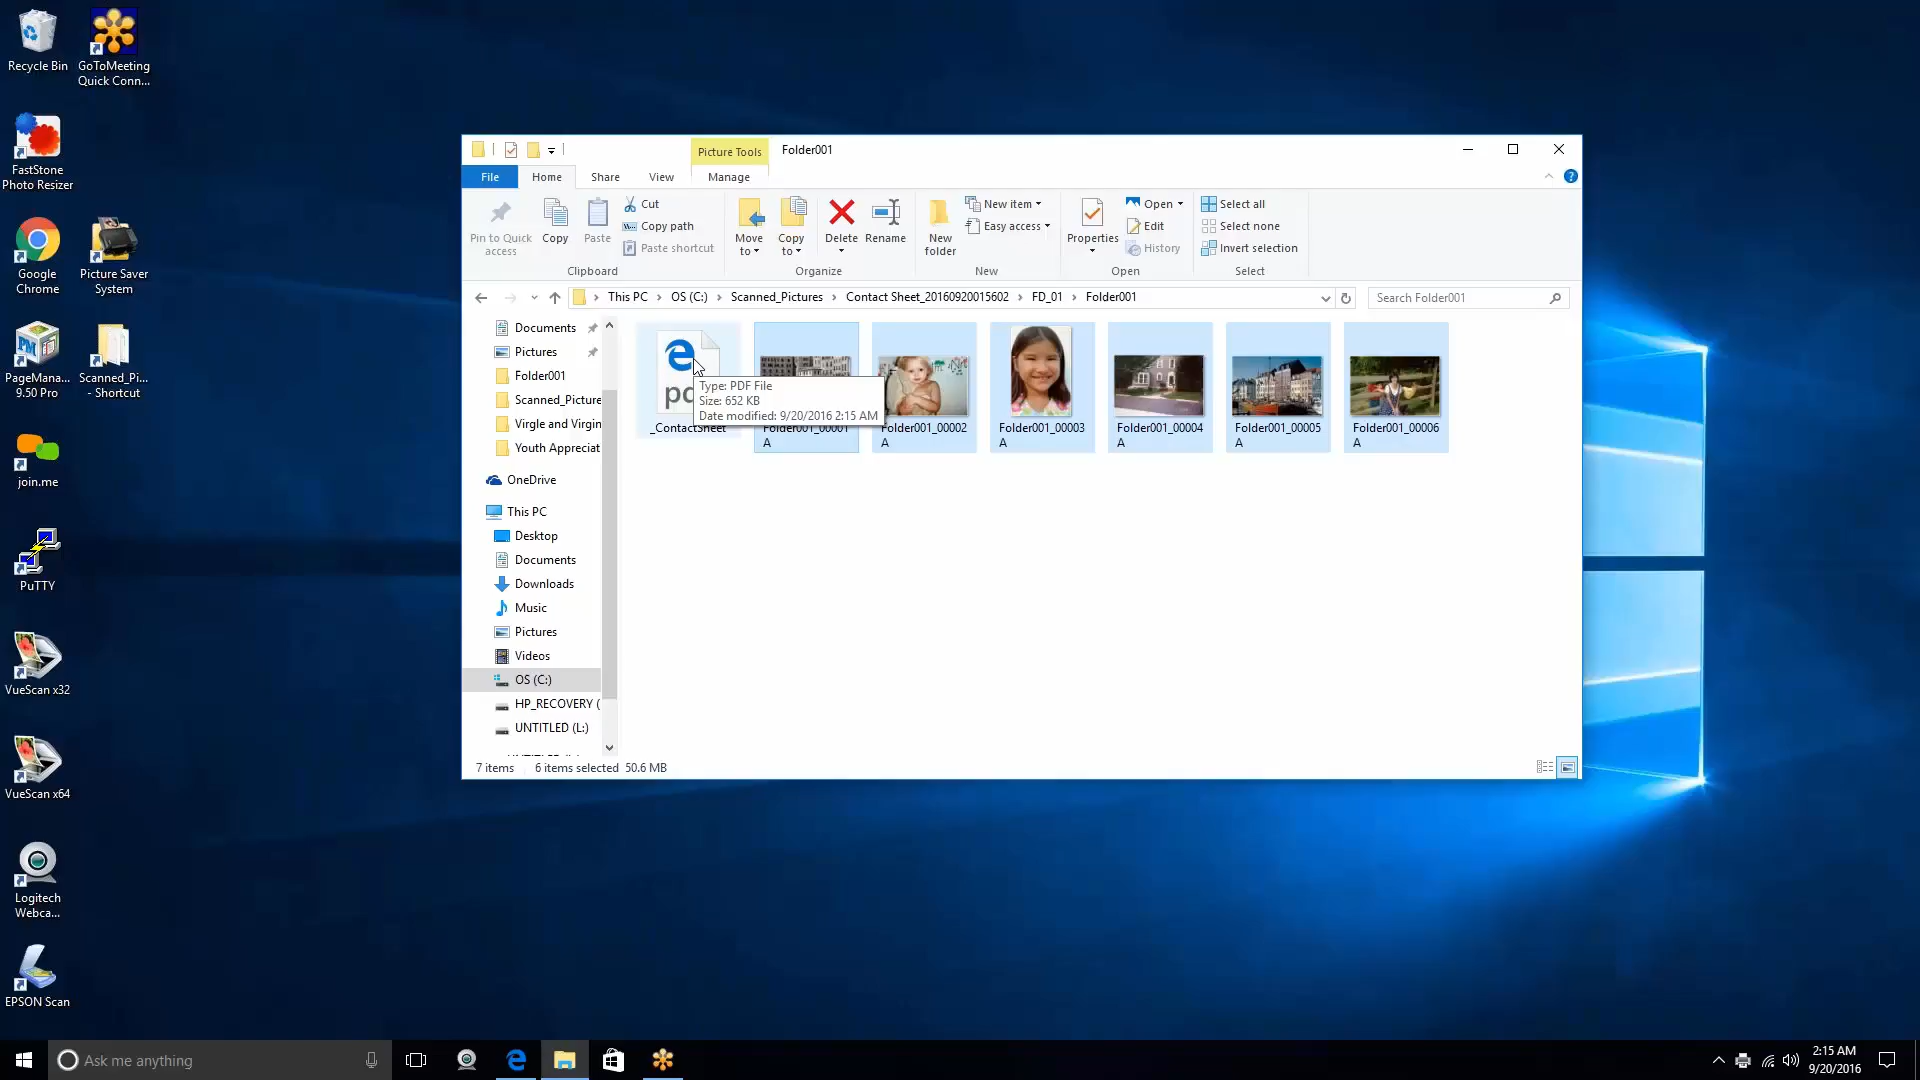 Recycle Bin
GoToMeeting
Quick Conn...
FastStone
Photo Resizer
Google
Chrome
Picture Saver
System
PageMana...
9.50 Pro
Scanned_Pi...
- Shortcut
join.me
PuTTY
VueScan x32
VueScan x64
Logitech
Webca...
EPSON Scan
Picture Tools
Folder001
File
Home
Share
View
Manage
Pin to Quick
access
Copy
Paste
Cut
Copy path
Paste shortcut
Clipboard
Move
to
Copy
to
Delete
Rename
Organize
New
folder
New item
Easy access
New
Properties
Open
Edit
History
Open
Select all
Select none
Invert selection
Select
This PC
OS (C:)
Scanned_Pictures
Contact Sheet_20160920015602
FD_01
Folder001
Search Folder001
Documents
Pictures
Folder001
Scanned_Picture
Virgle and Virgin
Youth Appreciat
OneDrive
This PC
Desktop
Documents
Downloads
Music
Pictures
Videos
OS (C:)
HP_RECOVERY (
UNTITLED (L:)
Type: PDF File
Size: 652 KB
Date modified: 9/20/2016 2:15 AM
_ContactSheet
Folder001_00001
A
Folder001_00002
A
Folder001_00003
A
Folder001_00004
A
Folder001_00005
A
Folder001_00006
A
7 items
6 items selected 50.6 MB
Ask me anything
2:15 AM
9/20/2016